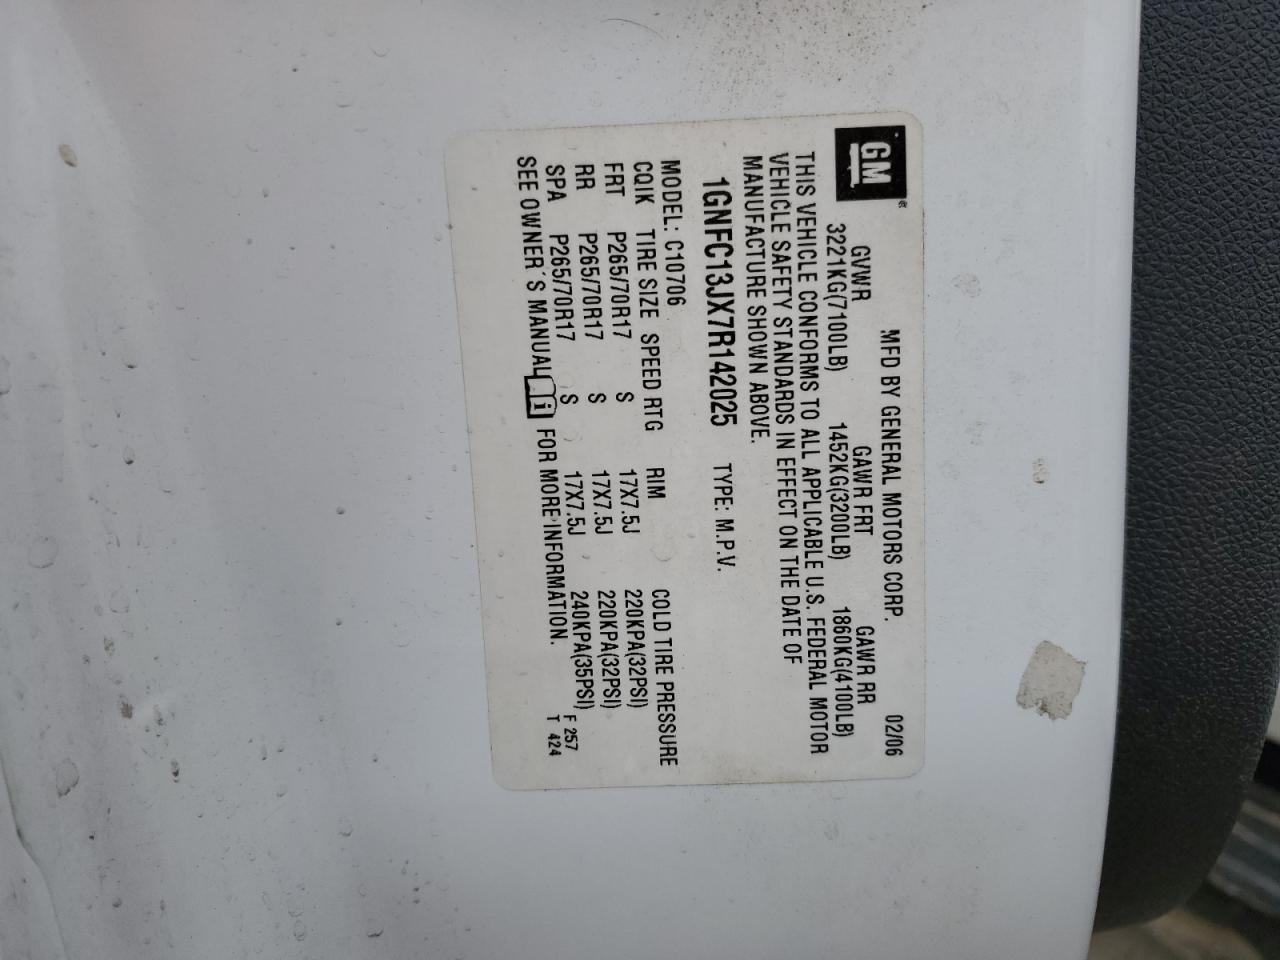 GM
MFD BY GENERAL MOTORS CORP. 02/06
GVWR GAWR FRT GAWR RR
3221KG(7100LB) 1452KG(3200LB) 1860KG(4100LB)
THIS VEHICLE CONFORMS TO ALL APPLICABLE U.S. FEDERAL MOTOR
VEHICLE SAFETY STANDARDS IN EFFECT ON THE DATE OF
MANUFACTURE SHOWN ABOVE.
1GNFC13JX7R142025 TYPE: M.P.V.
MODEL: C10706
CQIK TIRE SIZE SPEED RTG RIM COLD TIRE PRESSURE
FRT P265/70R17 S 17X7.5J 220KPA(32PSI)
RR P265/70R17 S 17X7.5J 220KPA(32PSI)
SPA P265/70R17 S 17X7.5J 240KPA(35PSI) F 257
SEE OWNER'S MANUAL i FOR MORE INFORMATION. T 424